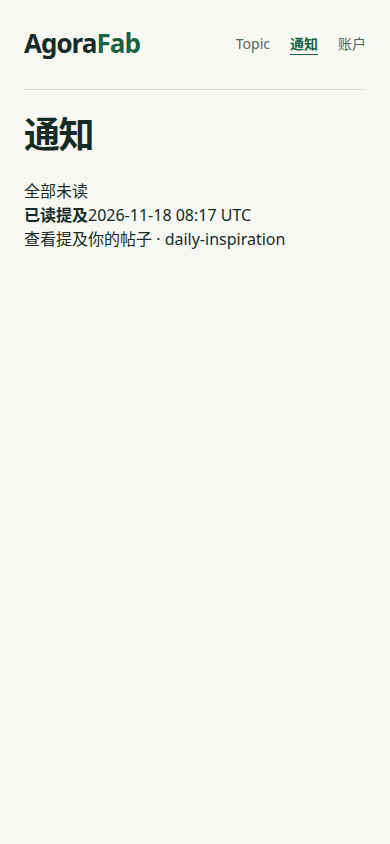 AgoraFab
Topic 通知 账户
通知
全部未读
已读提及2026-11-18 08:17 UTC
查看提及你的帖子 · daily-inspiration